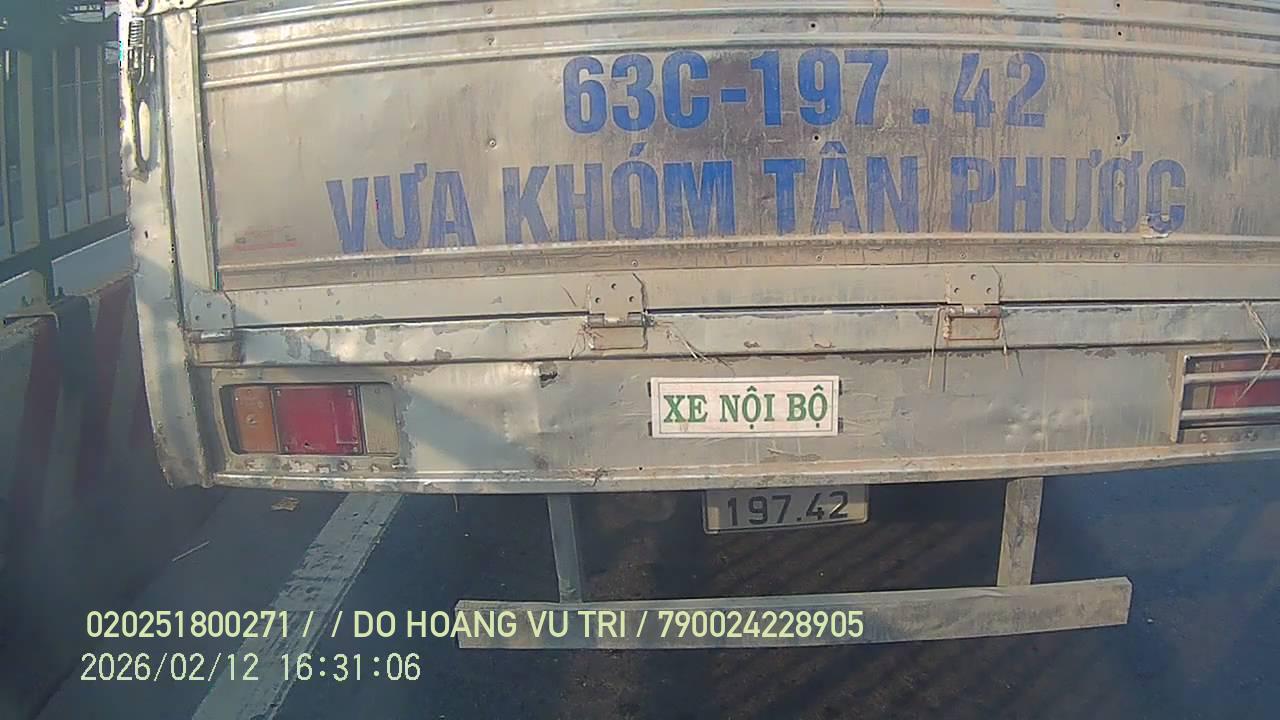 63C-197.42
VỰA KHÓM TÂN PHƯỚC
XE NỘI BỘ
197.42
020251800271 / / DO HOANG VU TRI / 790024228905
2026/02/12 16:31:06